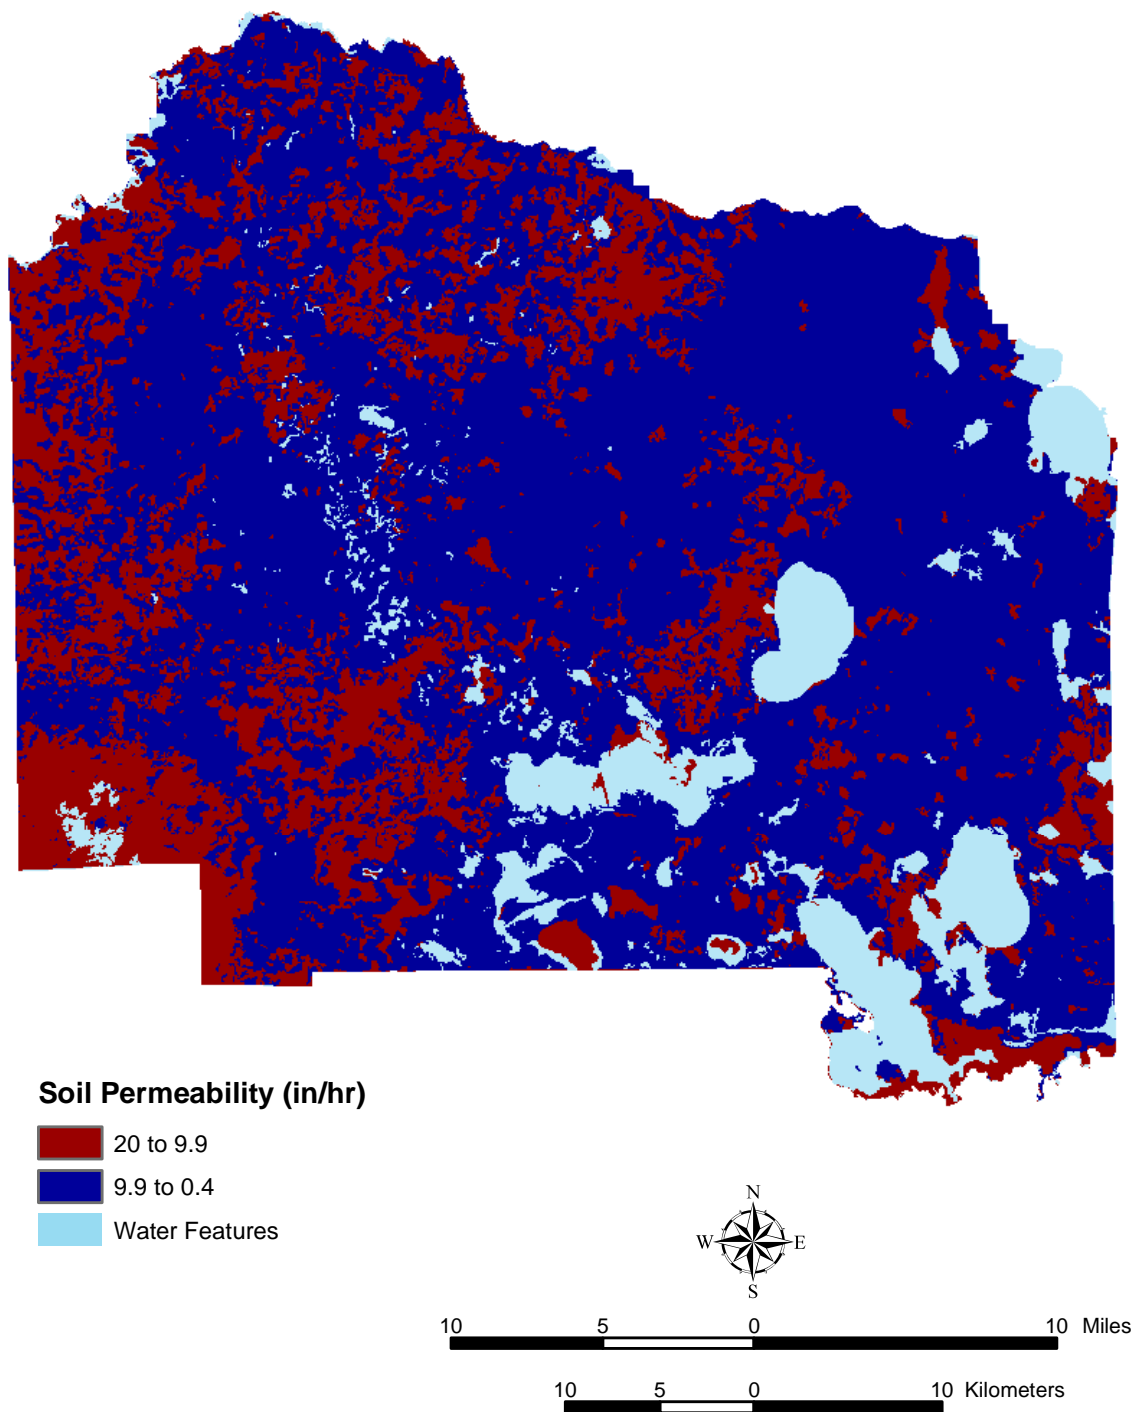 Soil Permeability (in/hr)
20 to 9.9
9.9 to 0.4
Water Features
N
W E
S
10 5 0 10 Miles
10 5 0 10 Kilometers